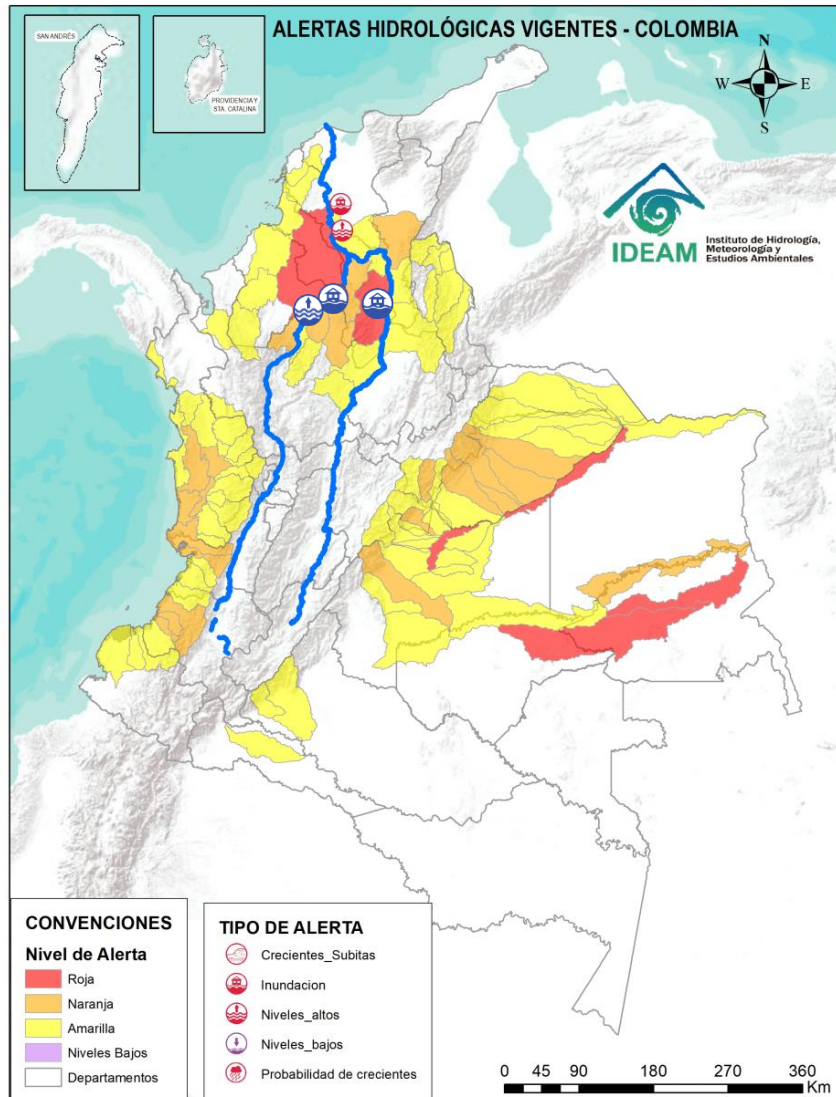 ALERTAS HIDROLÓGICAS VIGENTES - COLOMBIA
SAN ANDRÉS
PROVIDENCIA Y
STA. CATALINA
N
W
E
S
IDEAM
Instituto de Hidrología,
Meteorología y
Estudios Ambientales
CONVENCIONES
Nivel de Alerta
Roja
Naranja
Amarilla
Niveles Bajos
Departamentos
TIPO DE ALERTA
Crecientes_Subitas
Inundacion
Niveles_altos
Niveles_bajos
Probabilidad de crecientes
0 45 90 180 270 360
Km